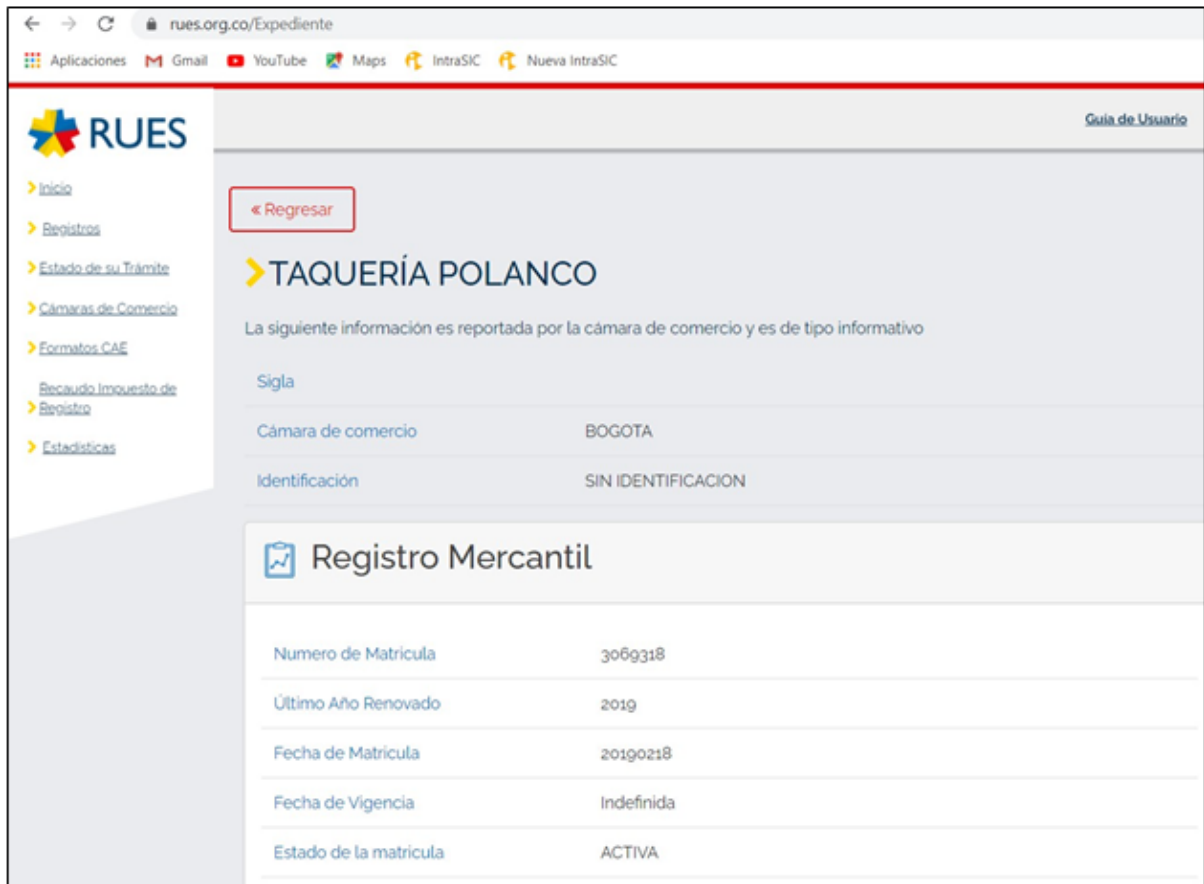 rues.org.co/Expediente
Aplicaciones Gmail YouTube Maps IntraSIC Nueva IntraSIC
RUES
Guia de Usuario
Inicio
Registros
Estado de su Trámite
Cámaras de Comercio
Formatos CAE
Recaudo Impuesto de
Registro
Estadísticas
« Regresar
TAQUERÍA POLANCO
La siguiente información es reportada por la cámara de comercio y es de tipo informativo
Sigla
Cámara de comercio BOGOTA
Identificación SIN IDENTIFICACION
Registro Mercantil
Numero de Matricula 3069318
Último Año Renovado 2019
Fecha de Matricula 20190218
Fecha de Vigencia Indefinida
Estado de la matricula ACTIVA